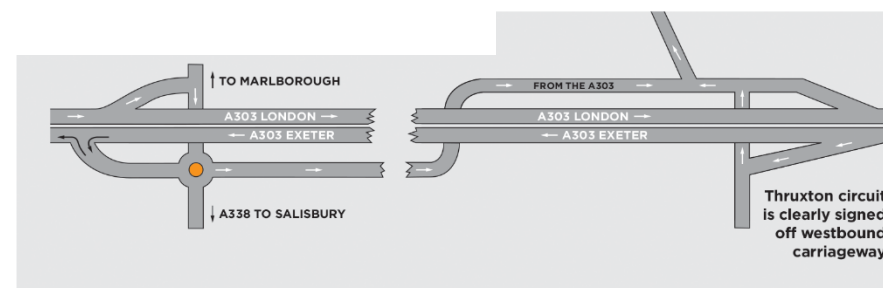 TO MARLBOROUGH
FROM THE A303
A303 LONDON
A303 LONDON
A303 EXETER
A303 EXETER
A338 TO SALISBURY
Thruxton circuit
is clearly signed
off westbound
carriageway